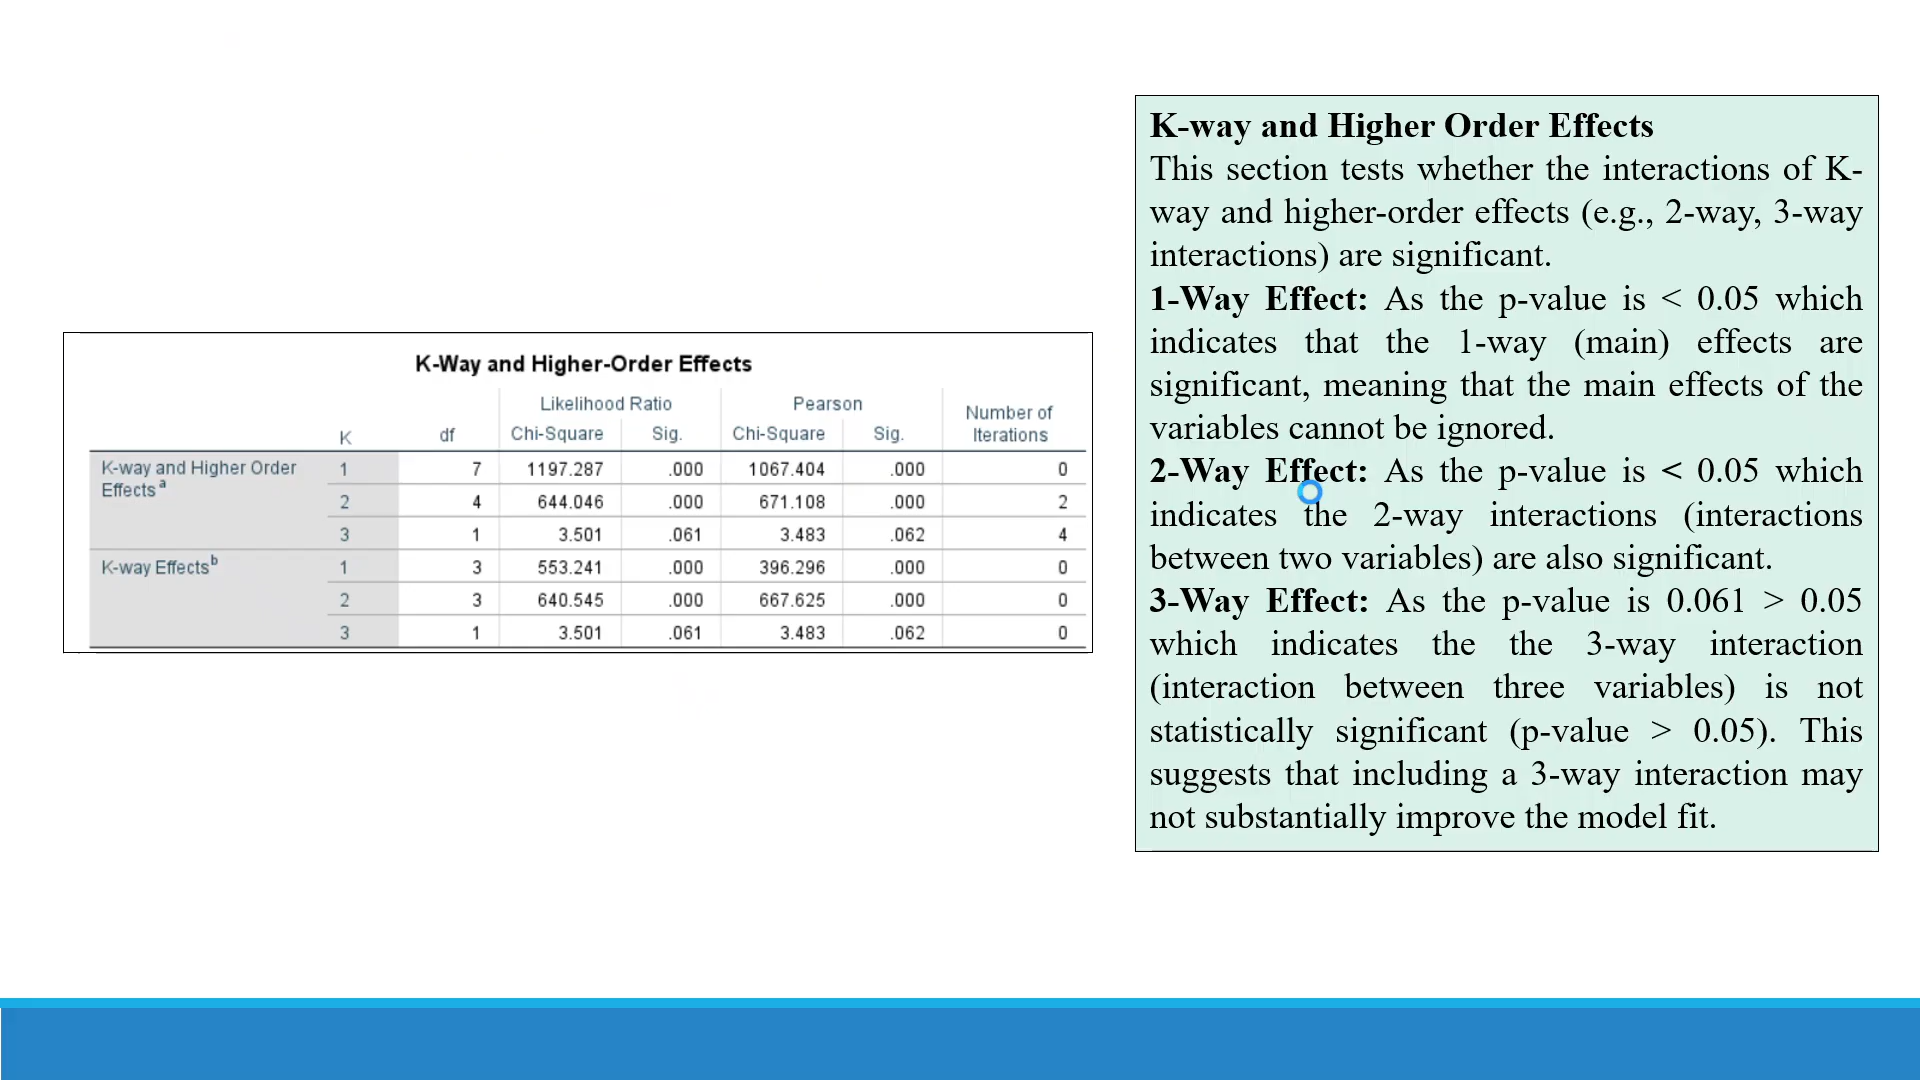 K-Way and Higher-Order Effects
Likelihood Ratio Pearson Number of
K df Chi-Square Sig. Chi-Square Sig. Iterations
K-way and Higher Order 1 7 1197.287 .000 1067.404 .000 0
Effects a
2 4 644.046 .000 671.108 .000 2
3 1 3.501 .061 3.483 .062 4
K-way Effects b 1 3 553.241 .000 396.296 .000 0
2 3 640.545 .000 667.625 .000 0
3 1 3.501 .061 3.483 .062 0
K-way and Higher Order Effects
This section tests whether the interactions of K-
way and higher-order effects (e.g., 2-way, 3-way
interactions) are significant.
1-Way Effect: As the p-value is < 0.05 which
indicates that the 1-way (main) effects are
significant, meaning that the main effects of the
variables cannot be ignored.
2-Way Effect: As the p-value is < 0.05 which
indicates the 2-way interactions (interactions
between two variables) are also significant.
3-Way Effect: As the p-value is 0.061 > 0.05
which indicates the the 3-way interaction
(interaction between three variables) is not
statistically significant (p-value > 0.05). This
suggests that including a 3-way interaction may
not substantially improve the model fit.